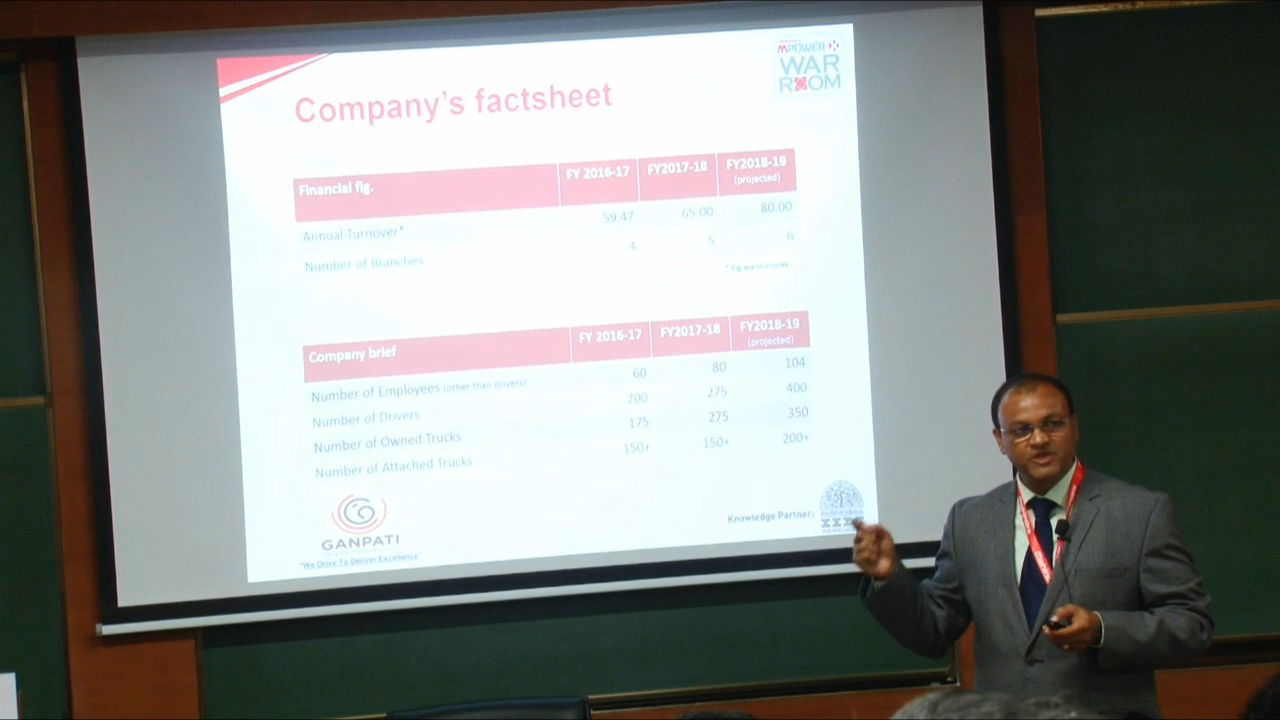 MPOWER
WAR
ROOM
Company's factsheet
Financial fig. FY 2016-17 FY2017-18 FY2018-19
(projected)
Annual Turnover* 59.47 65.00 80.00
Number of Branches 4 5 6
* Fig are in
Company brief FY 2016-17 FY2017-18 FY2018-19
(projected)
Number of Employees (other than drivers) 60 80 104
Number of Drivers 200 275 400
Number of Owned Trucks 175 275 350
Number of Attached Trucks 150+ 150+ 200+
GANPATI
"We Drive To Deliver Excellence"
Knowledge Partner: